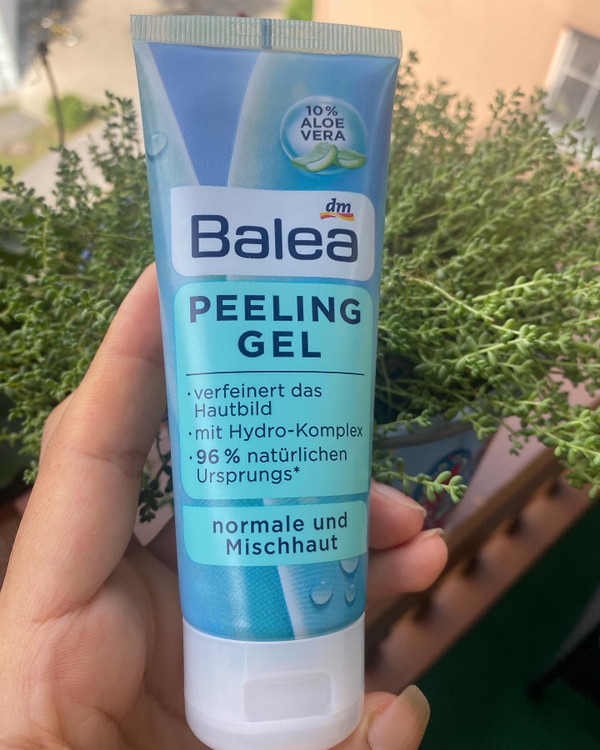 10%
ALOE
VERA
dm
Balea
PEELING
GEL
· verfeinert das
Hautbild
· mit Hydro-Komplex
· 96 % natürlichen
Ursprungs*
normale und
Mischhaut